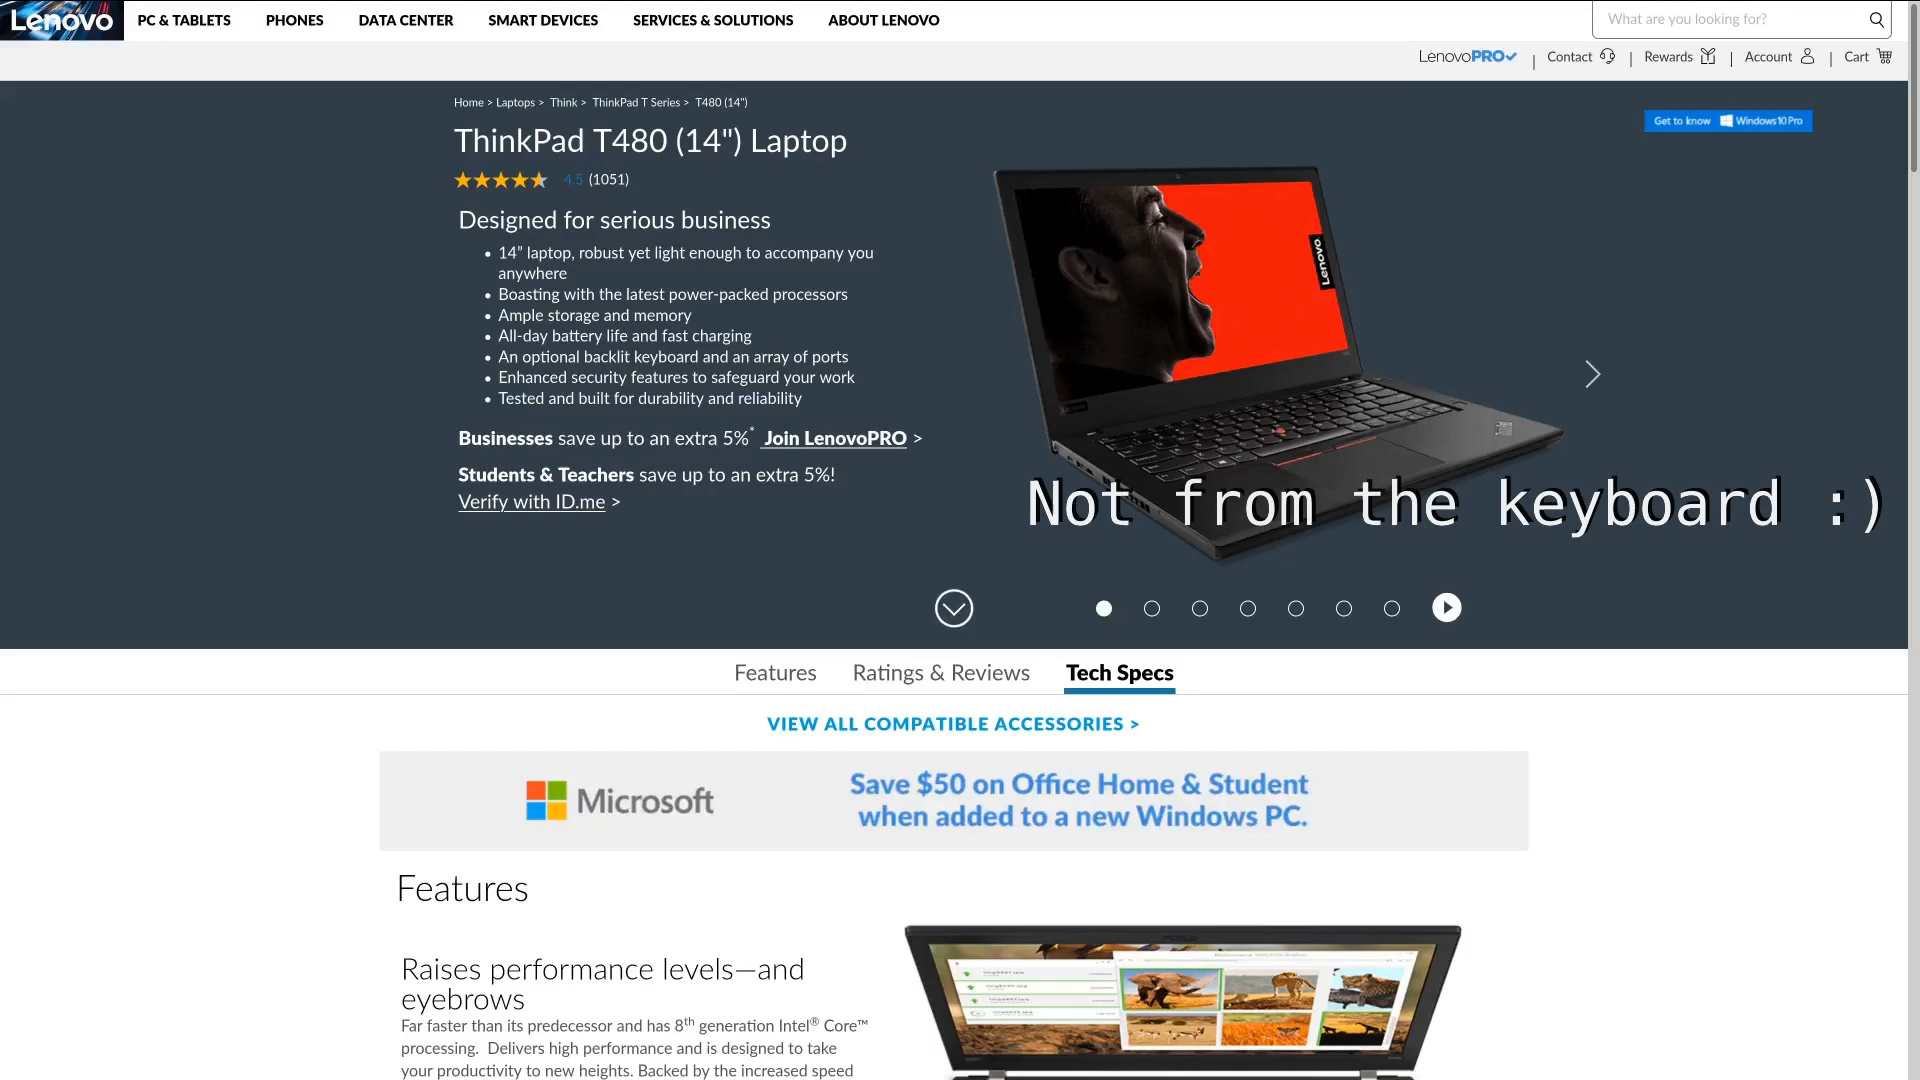 Lenovo
PC & TABLETS
PHONES
DATA CENTER
SMART DEVICES
SERVICES & SOLUTIONS
ABOUT LENOVO
What are you looking for?
LenovoPRO
Contact
Rewards
Account
Cart
Home > Laptops > Think > ThinkPad T Series > T480 (14")
ThinkPad T480 (14") Laptop
4.5 (1051)
Get to know Windows 10 Pro
Designed for serious business
• 14” laptop, robust yet light enough to accompany you
anywhere
• Boasting with the latest power-packed processors
• Ample storage and memory
• All-day battery life and fast charging
• An optional backlit keyboard and an array of ports
• Enhanced security features to safeguard your work
• Tested and built for durability and reliability
Businesses save up to an extra 5%* Join LenovoPRO >
Students & Teachers save up to an extra 5%!
Verify with ID.me >
Lenovo
Not from the keyboard :)
Features
Ratings & Reviews
Tech Specs
VIEW ALL COMPATIBLE ACCESSORIES >
Microsoft
Save $50 on Office Home & Student
when added to a new Windows PC.
Features
Raises performance levels—and
eyebrows
Far faster than its predecessor and has 8th generation Intel® Core™
processing. Delivers high performance and is designed to take
your productivity to new heights. Backed by the increased speed